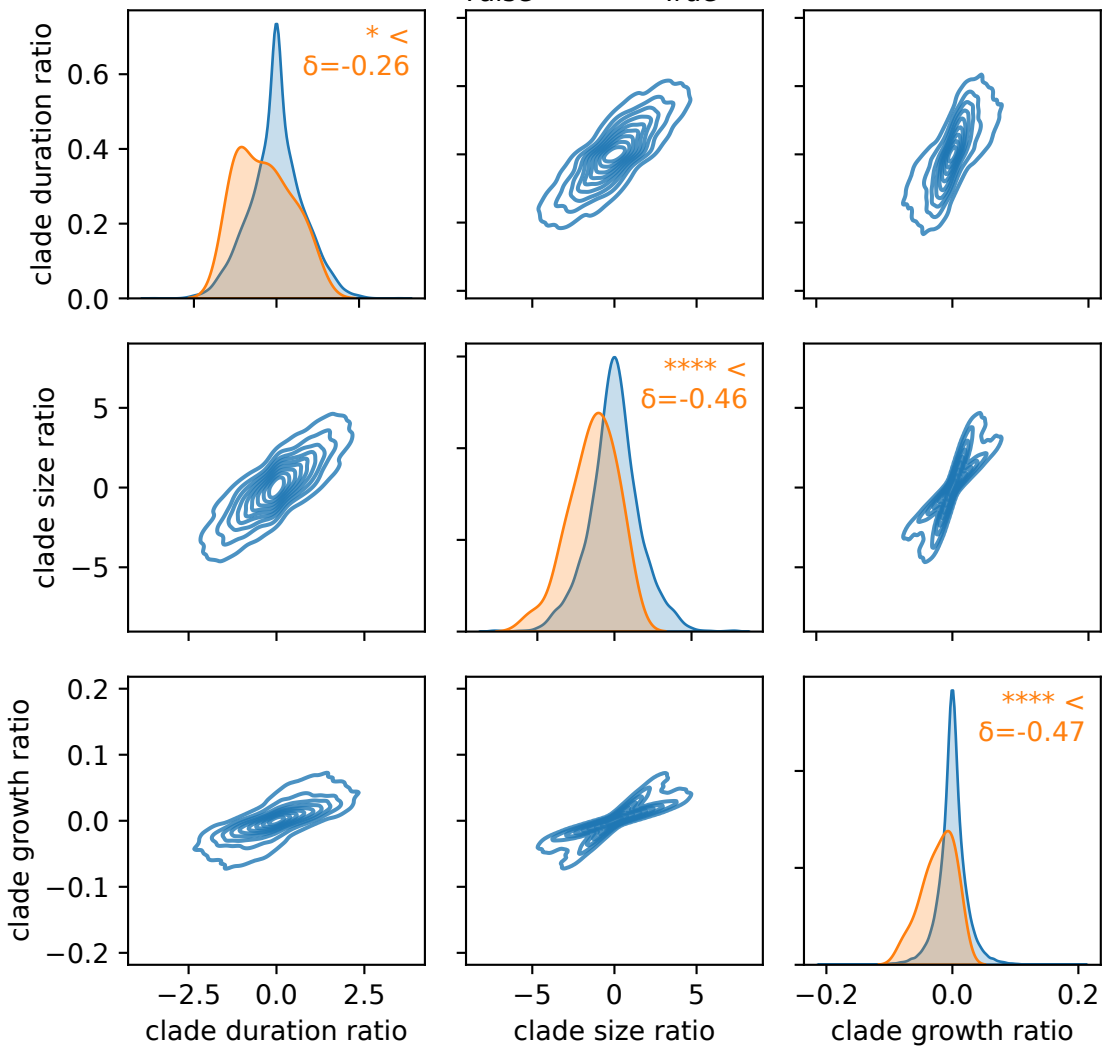 clade duration ratio
0.6
0.4
0.2
0.0
* <
δ=-0.26
clade size ratio
5
0
−5
**** <
δ=-0.46
clade growth ratio
0.2
0.1
0.0
−0.1
−0.2
**** <
δ=-0.47
−2.5 0.0 2.5
−5 0 5
−0.2 0.0 0.2
clade duration ratio
clade size ratio
clade growth ratio